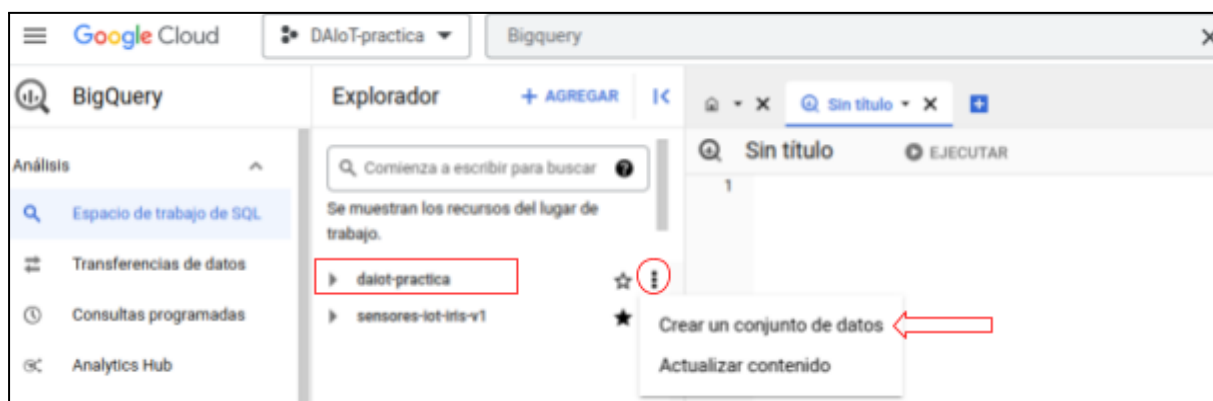 Google Cloud
DAIoT-practica
Bigquery
BigQuery
Análisis
Espacio de trabajo de SQL
Transferencias de datos
Consultas programadas
Analytics Hub
Explorador
+ AGREGAR
Comienza a escribir para buscar
Se muestran los recursos del lugar de
trabajo.
daiot-practica
sensores-iot-iris-v1
Crear un conjunto de datos
Actualizar contenido
Sin título
Sin título
EJECUTAR
1